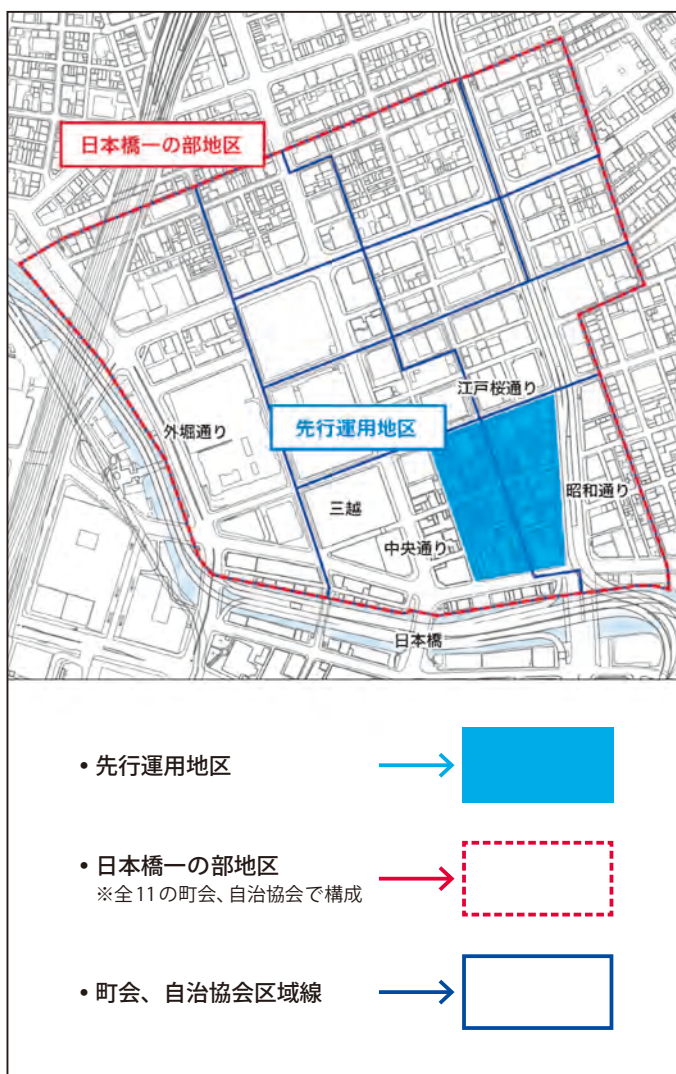 日本橋一の部地区
江戸桜通り
先行運用地区
外堀通り
昭和通り
三越
中央通り
日本橋
• 先行運用地区
• 日本橋一の部地区
※全11の町会、自治協会で構成
• 町会、自治協会区域線